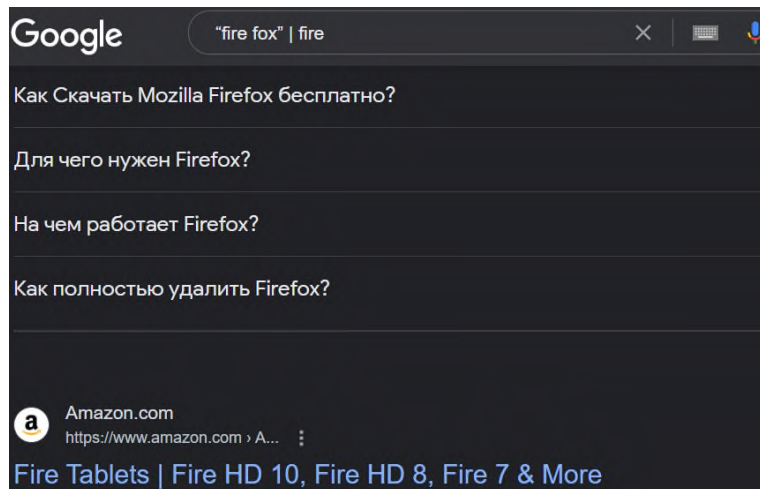 Google
“fire fox” | fire
Как Скачать Mozilla Firefox бесплатно?
Для чего нужен Firefox?
На чем работает Firefox?
Как полностью удалить Firefox?
a
Amazon.com
https://www.amazon.com › A...
Fire Tablets | Fire HD 10, Fire HD 8, Fire 7 & More